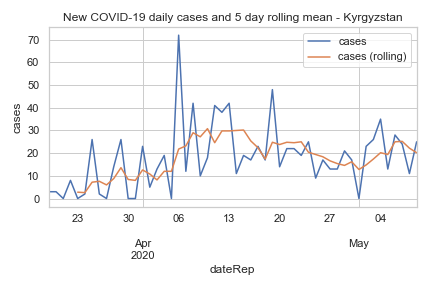 New COVID-19 daily cases and 5 day rolling mean - Kyrgyzstan
cases
cases (rolling)
70
60
50
40
30
20
10
0
cases
23
30
06
13
20
27
04
Apr
2020
May
dateRep